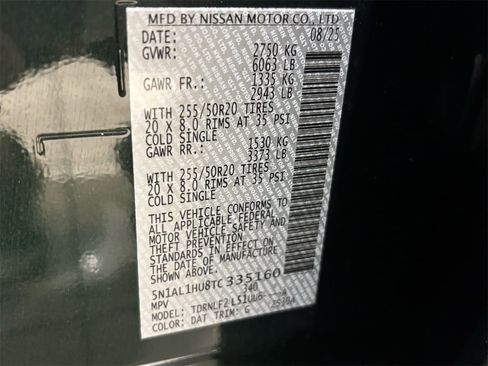 MFD BY NISSAN MOTOR CO., LTD
DATE: 08/25
GVWR: 2750 KG
6063 LB
GAWR FR.: 1335 KG
2943 LB
WITH 255/50R20 TIRES
20 X 8.0 RIMS AT 35 PSI
COLD SINGLE
GAWR RR.: 1530 KG
3373 LB
WITH 255/50R20 TIRES
20 X 8.0 RIMS AT 35 PSI
COLD SINGLE
THIS VEHICLE CONFORMS TO
ALL APPLICABLE FEDERAL
MOTOR VEHICLE SAFETY AND
THEFT PREVENTION
STANDARDS IN EFFECT ON
THE DATE OF MANUFACTURE
SHOWN ABOVE.
5N1AL1HU8TC335160
MPV 340
MODEL: TDRNLF2
COLOR: DAT TRIM: G